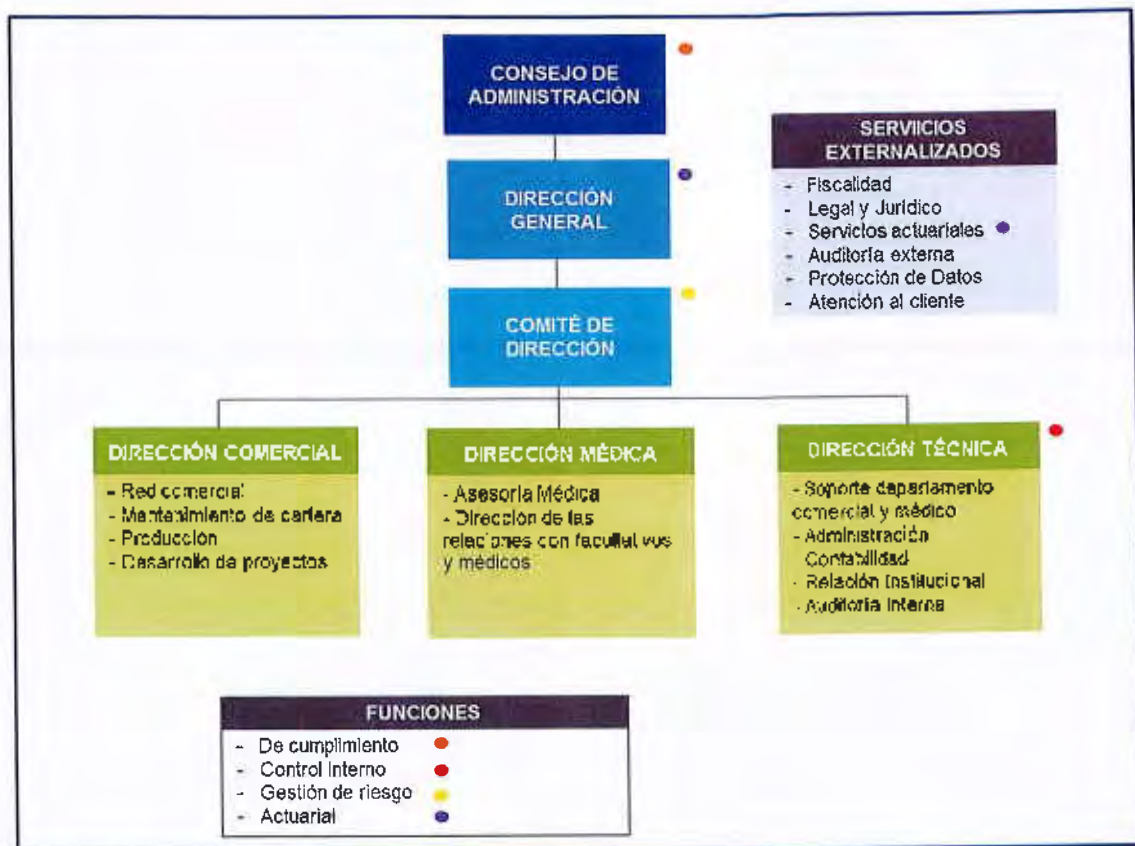 CONSEJO DE
ADMINISTRACIÓN
DIRECCIÓN
GENERAL
COMITÉ DE
DIRECCIÓN
SERVIICIOS
EXTERNALIZADOS
- Fiscalidad
- Legal y Jurídico
- Servicios actuariales
- Auditoría externa
- Protección de Datos
- Atención al cliente
DIRECCIÓN COMERCIAL
- Red comercial
- Mantenimiento de cartera
- Producción
- Desarrollo de proyectos
DIRECCIÓN MÉDICA
- Asesoría Médica
- Dirección de las
relaciones con facultativos
y médicos
DIRECCIÓN TÉCNICA
- Soporte departamento
comercial y médico
- Administración
Contabilidad
- Relación Institucional
- Auditoría Interna
FUNCIONES
- De cumplimiento
- Control Interno
- Gestión de riesgo
- Actuarial